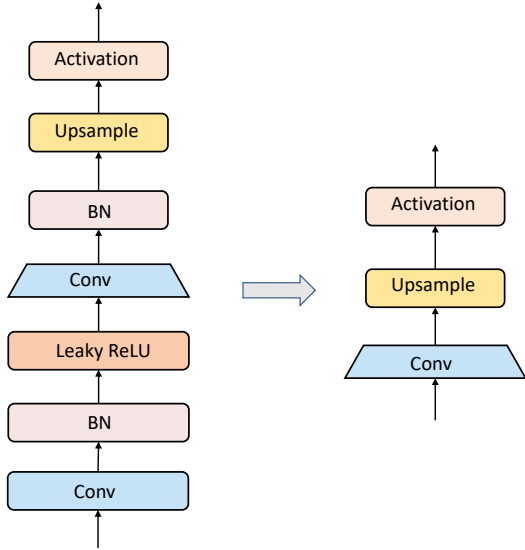 Activation
Upsample
BN
Conv
Leaky ReLU
BN
Conv
Activation
Upsample
Conv